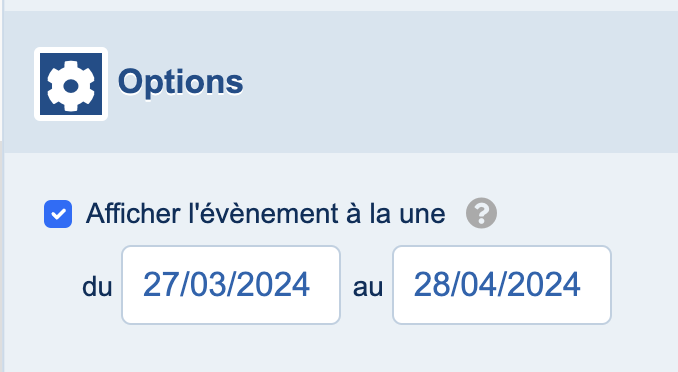 Options
Afficher l'évènement à la une ?
du 27/03/2024 au 28/04/2024